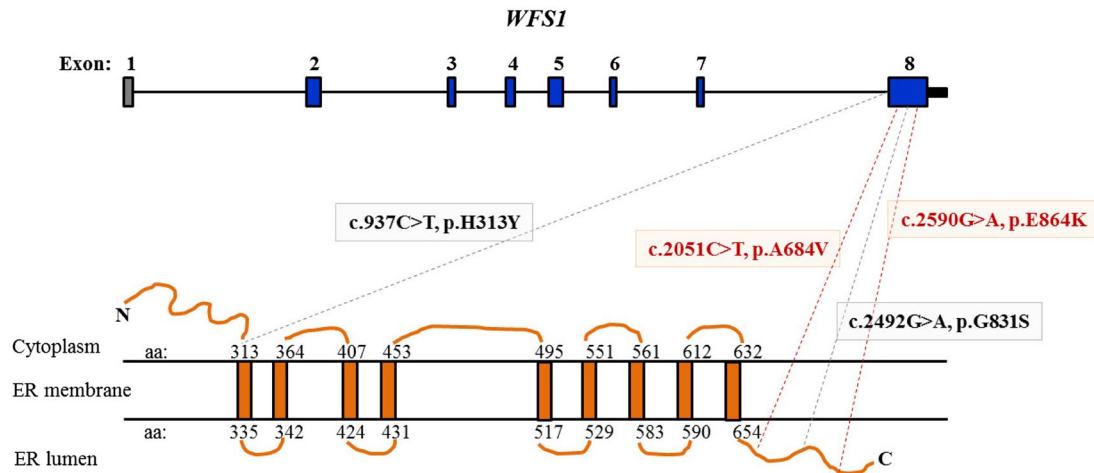 WFS1
Exon: 1 2 3 4 5 6 7 8
c.937C>T, p.H313Y
c.2590G>A, p.E864K
c.2051C>T, p.A684V
c.2492G>A, p.G831S
N
Cytoplasm
aa: 313 364 407 453 495 551 561 612 632
ER membrane
aa: 335 342 424 431 517 529 583 590 654
ER lumen
C